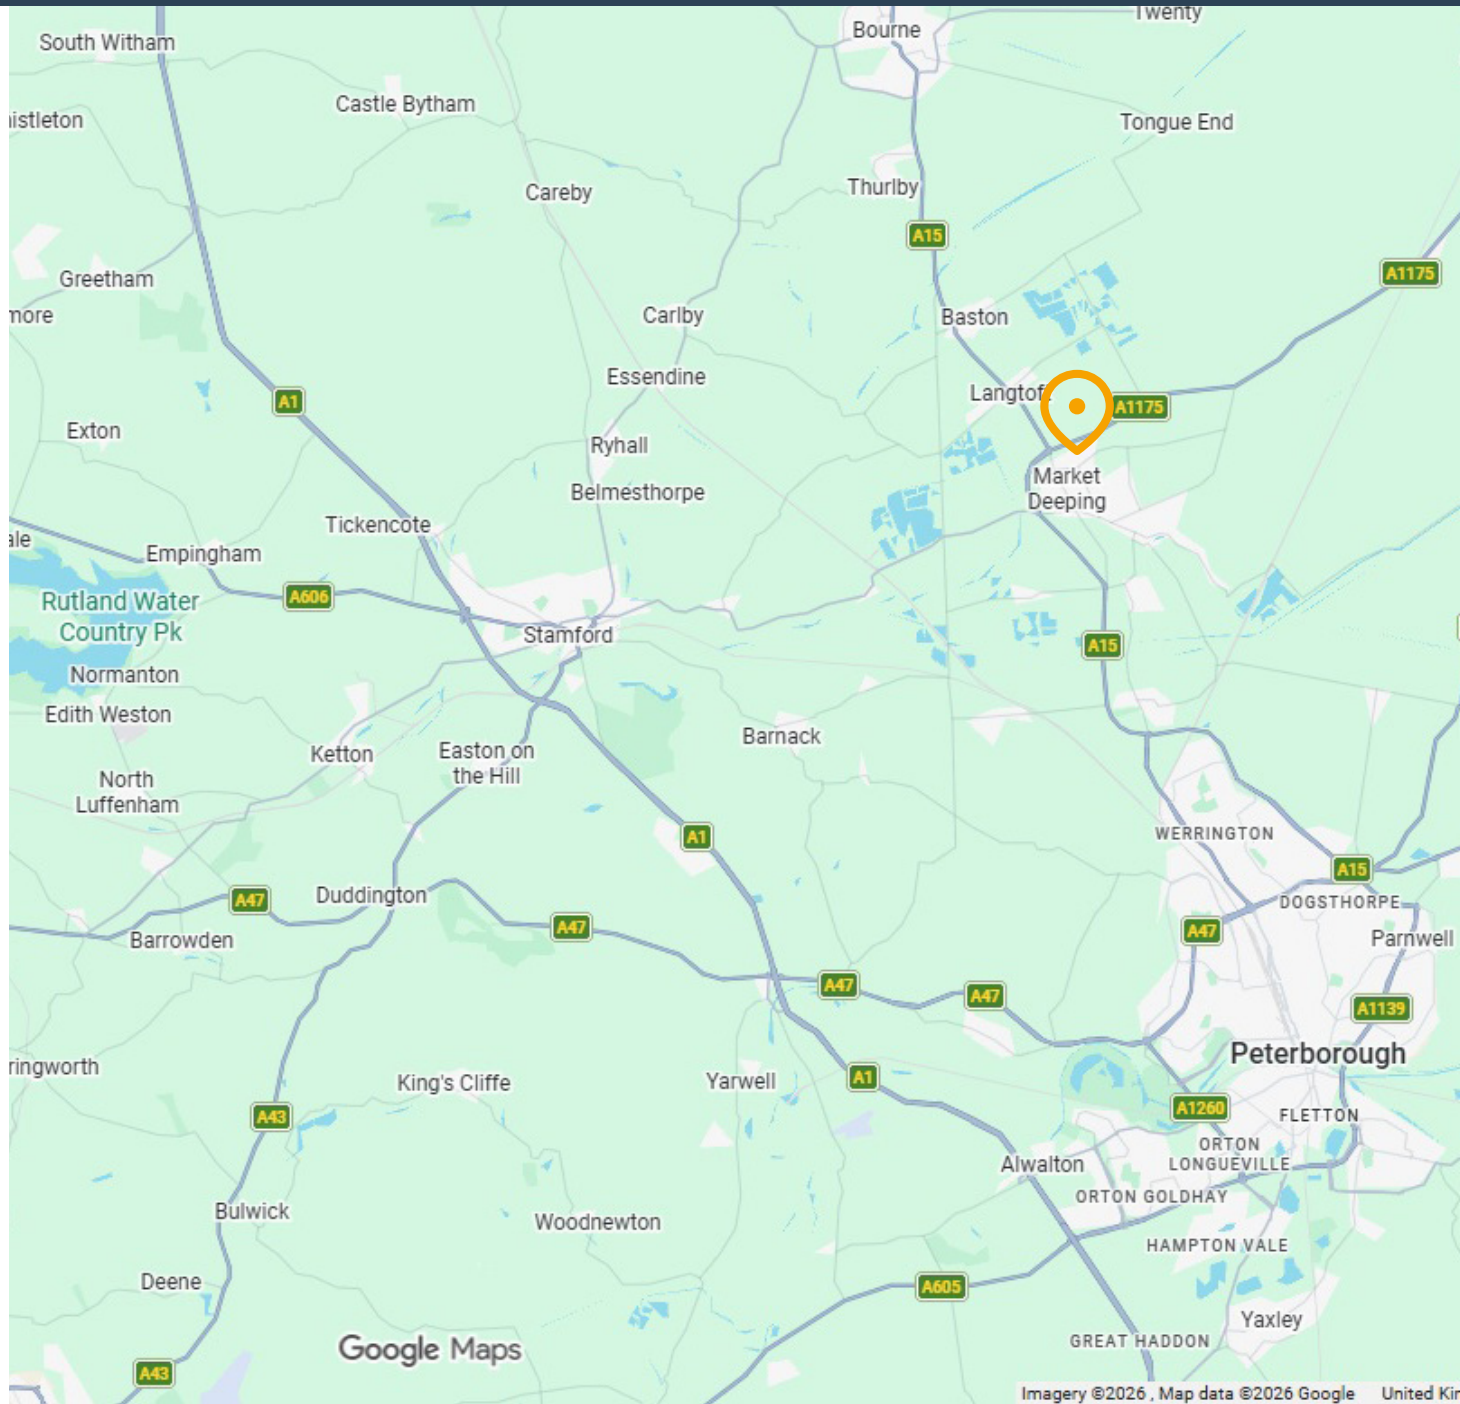 Twenty
Bourne
South Witham
Castle Bytham
Tongue End
Careby
Thurlby
A15
A1175
Greetham
Carlby
Baston
Essendine
Langtoft
A1
A1175
Exton
Ryhall
Belmesthorpe
Market
Deeping
Tickencote
Empingham
A606
Rutland Water
Country Pk
Stamford
A15
Normanton
Edith Weston
Barnack
Ketton
Easton on
the Hill
North
Luffenham
A1
WERRINGTON
A15
Duddington
A47
DOGSTHORPE
A47
A47
Barrowden
Parnwell
A47
A47
A1139
Peterborough
ringworth
King's Cliffe
Yarwell
A1
A1260
A43
FLETTON
ORTON
LONGUEVILLE
Alwalton
ORTON GOLDHAY
Bulwick
Woodnewton
HAMPTON VALE
Deene
A605
Yaxley
GREAT HADDON
Google Maps
A43
Imagery ©2026 , Map data ©2026 Google United Kin